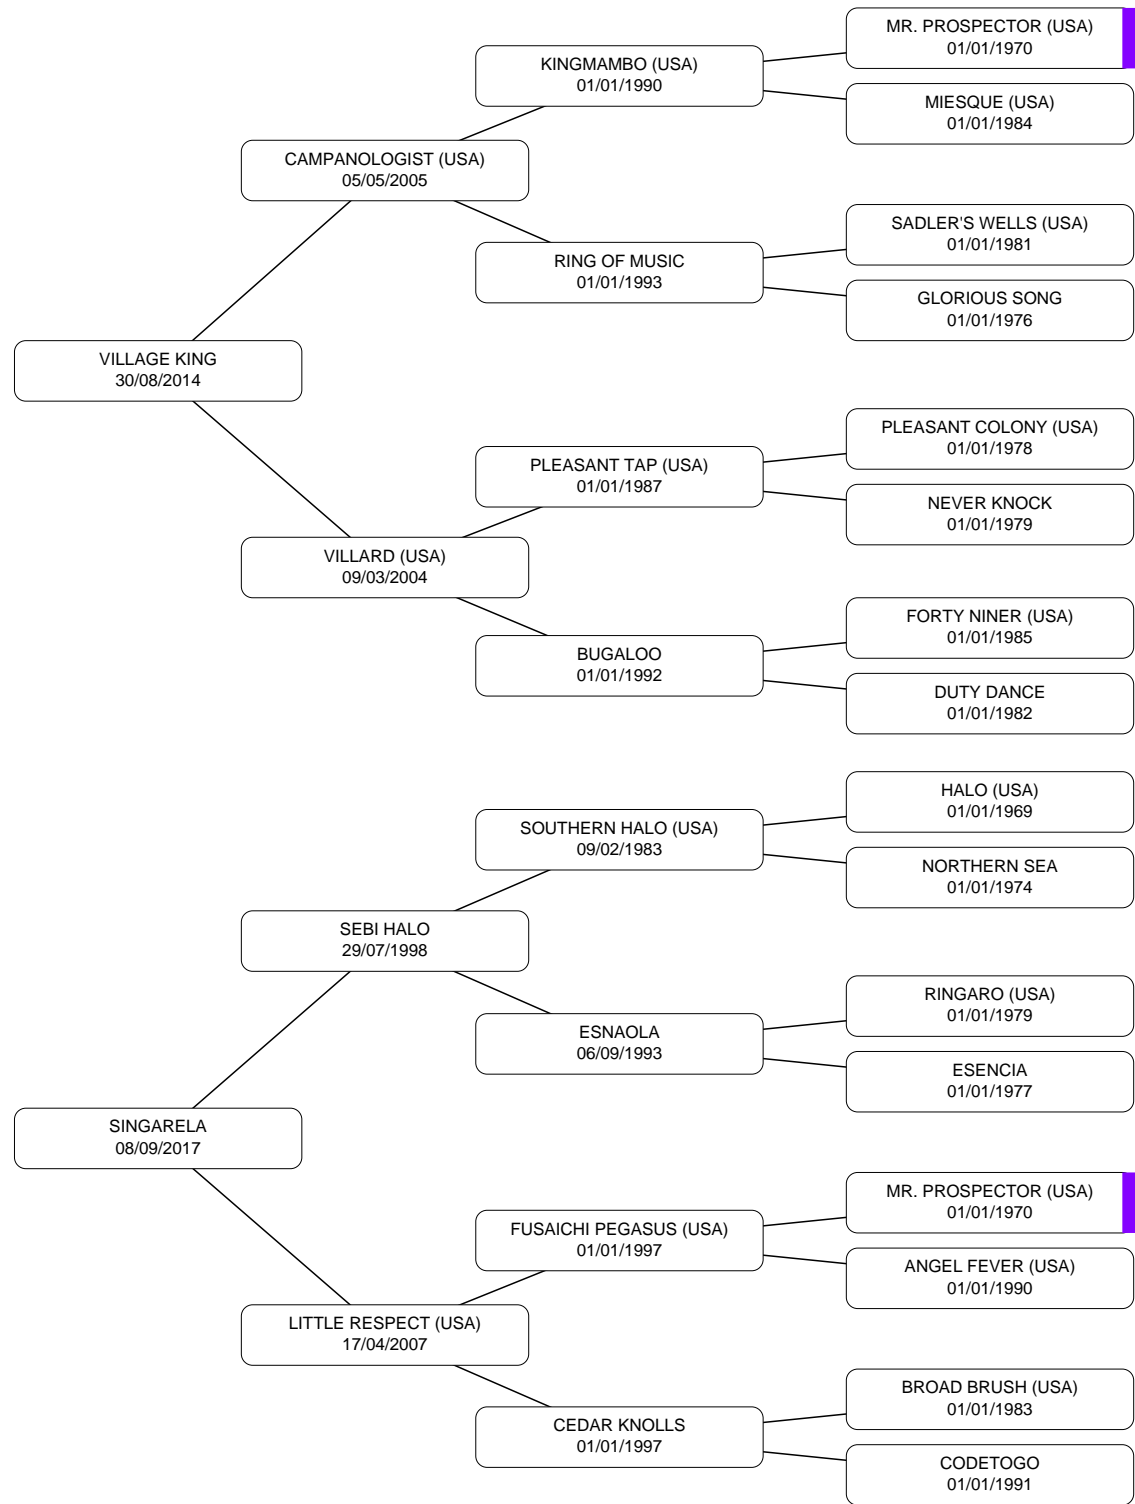 MR. PROSPECTOR (USA)
01/01/1970
KINGMAMBO (USA)
01/01/1990
MIESQUE (USA)
01/01/1984
CAMPANOLOGIST (USA)
05/05/2005
SADLER'S WELLS (USA)
01/01/1981
RING OF MUSIC
01/01/1993
GLORIOUS SONG
01/01/1976
VILLAGE KING
30/08/2014
PLEASANT COLONY (USA)
01/01/1978
PLEASANT TAP (USA)
01/01/1987
NEVER KNOCK
01/01/1979
VILLARD (USA)
09/03/2004
FORTY NINER (USA)
01/01/1985
BUGALOO
01/01/1992
DUTY DANCE
01/01/1982
HALO (USA)
01/01/1969
SOUTHERN HALO (USA)
09/02/1983
NORTHERN SEA
01/01/1974
SEBI HALO
29/07/1998
RINGARO (USA)
01/01/1979
ESNAOLA
06/09/1993
ESENCIA
01/01/1977
SINGARELA
08/09/2017
MR. PROSPECTOR (USA)
01/01/1970
FUSAICHI PEGASUS (USA)
01/01/1997
ANGEL FEVER (USA)
01/01/1990
LITTLE RESPECT (USA)
17/04/2007
BROAD BRUSH (USA)
01/01/1983
CEDAR KNOLLS
01/01/1997
CODETOGO
01/01/1991